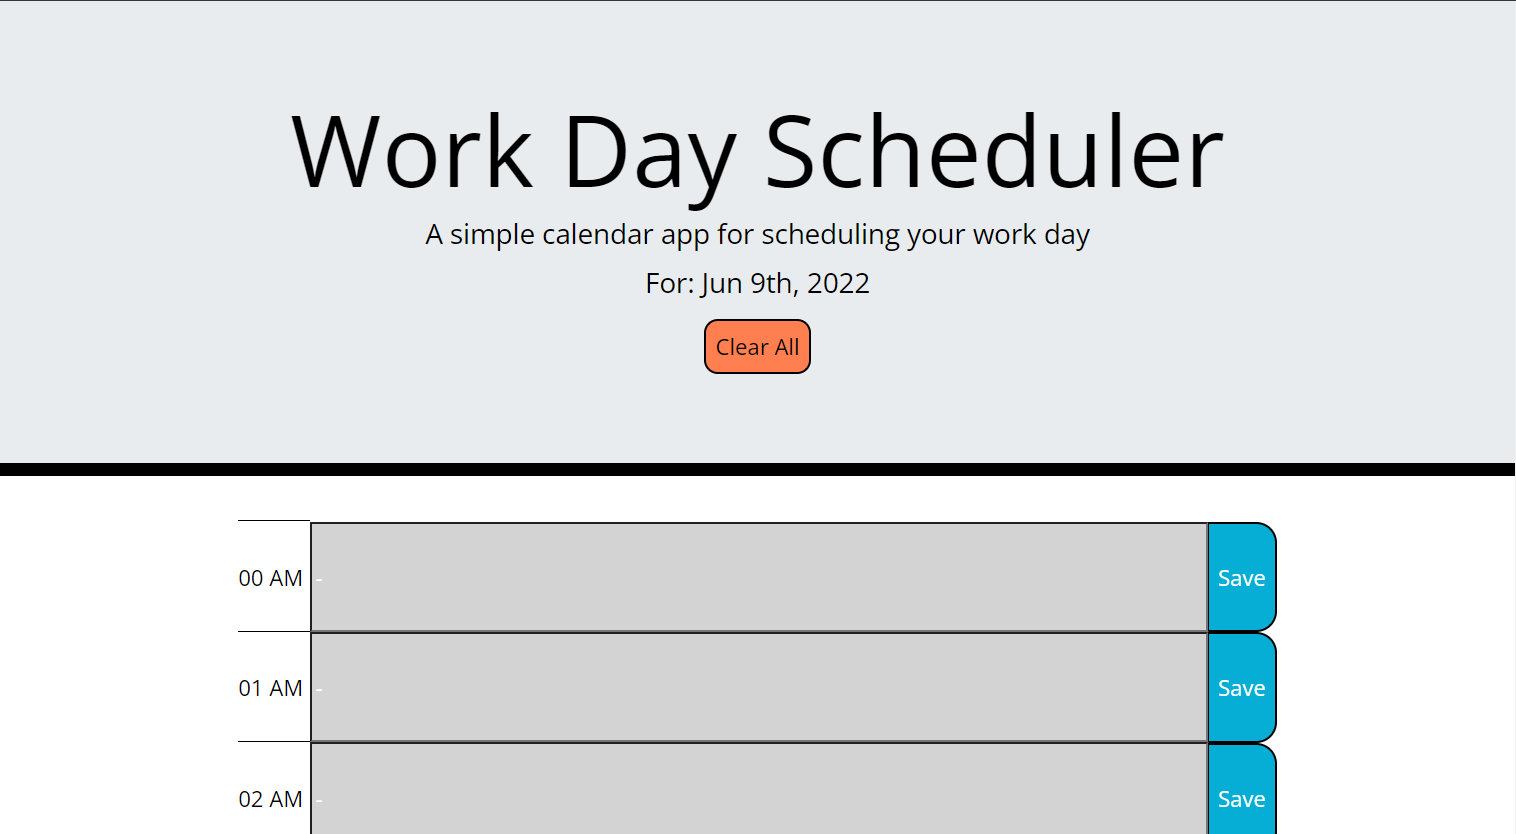 Work Day Scheduler
A simple calendar app for scheduling your work day
For: Jun 9th, 2022
Clear All
00 AM - Save
01 AM - Save
02 AM - Save